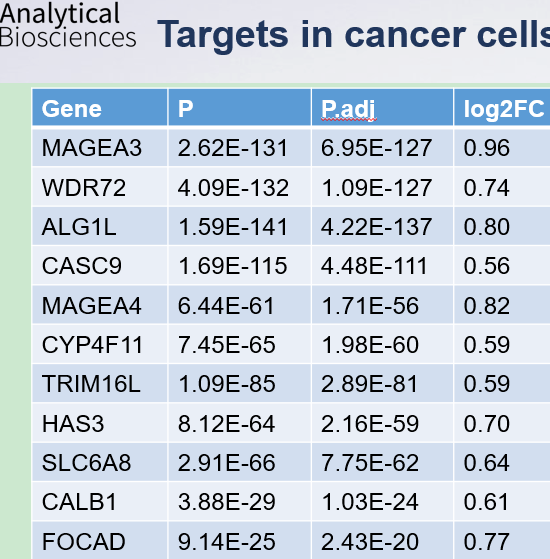 Analytical
Biosciences
Targets in cancer cells
Gene P P.adj log2FC
MAGEA3 2.62E-131 6.95E-127 0.96
WDR72 4.09E-132 1.09E-127 0.74
ALG1L 1.59E-141 4.22E-137 0.80
CASC9 1.69E-115 4.48E-111 0.56
MAGEA4 6.44E-61 1.71E-56 0.82
CYP4F11 7.45E-65 1.98E-60 0.59
TRIM16L 1.09E-85 2.89E-81 0.59
HAS3 8.12E-64 2.16E-59 0.70
SLC6A8 2.91E-66 7.75E-62 0.64
CALB1 3.88E-29 1.03E-24 0.61
FOCAD 9.14E-25 2.43E-20 0.77